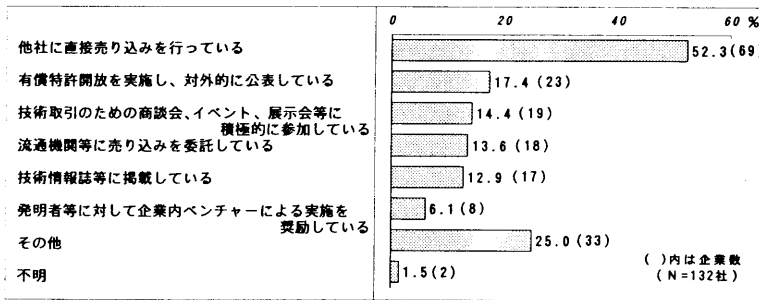 0 20 40 60 %
他社に直接売り込みを行っている 52.3(69)
有償特許開放を実施し、対外的に公表している 17.4(23)
技術取引のための商談会、イベント、展示会等に
積極的に参加している 14.4(19)
流通機関等に売り込みを委託している 13.6(18)
技術情報誌等に掲載している 12.9(17)
発明者等に対して企業内ベンチャーによる実施を
奨励している 6.1(8)
その他 25.0(33)
不明 1.5(2)
( )内は企業数
(N=132社)